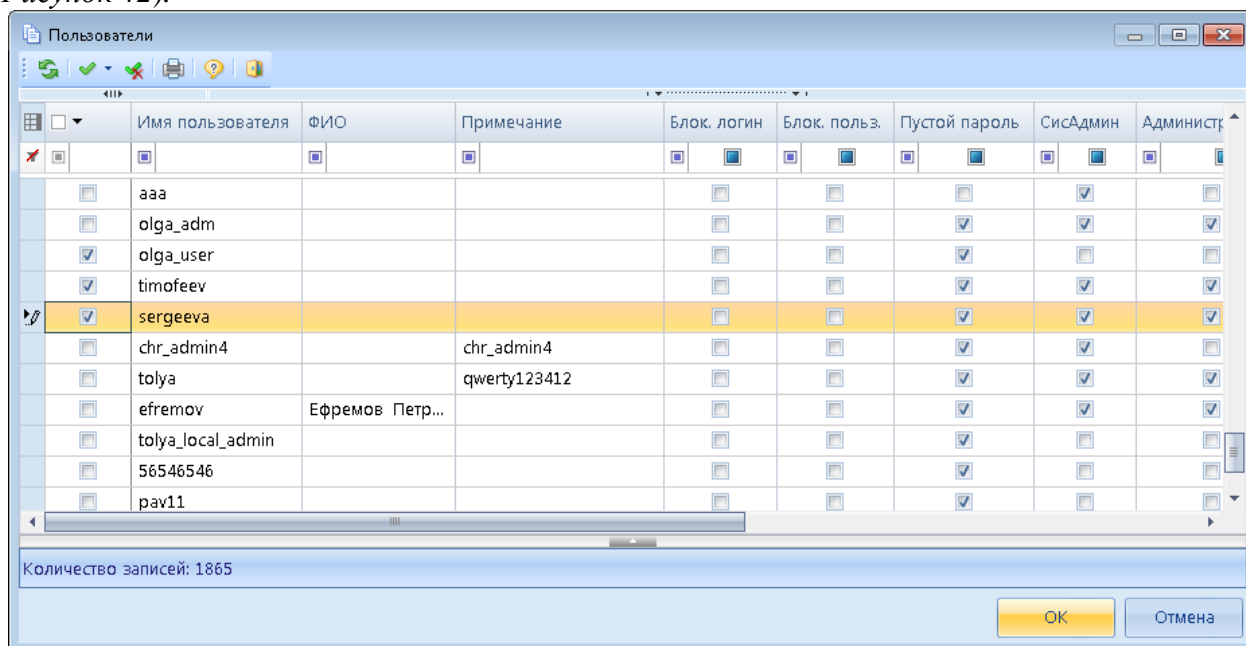 Рисунок 42).
Пользователи
Имя пользователя ФИО Примечание Блок. логин Блок. польз. Пустой пароль СисАдмин Администр
aaa
olga_adm
olga_user
timofeev
sergeeva
chr_admin4 chr_admin4
tolya qwerty123412
efremov Ефремов Петр...
tolya_local_admin
56546546
pav11
Количество записей: 1865
OK Отмена